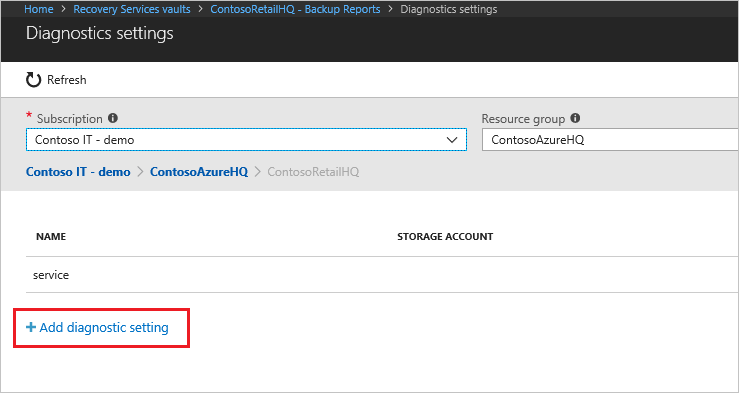 Home > Recovery Services vaults > ContosoRetailHQ - Backup Reports > Diagnostics settings
Diagnostics settings
Refresh
* Subscription Resource group
Contoso IT - demo ContosoAzureHQ
Contoso IT - demo > ContosoAzureHQ > ContosoRetailHQ
NAME STORAGE ACCOUNT
service
+ Add diagnostic setting